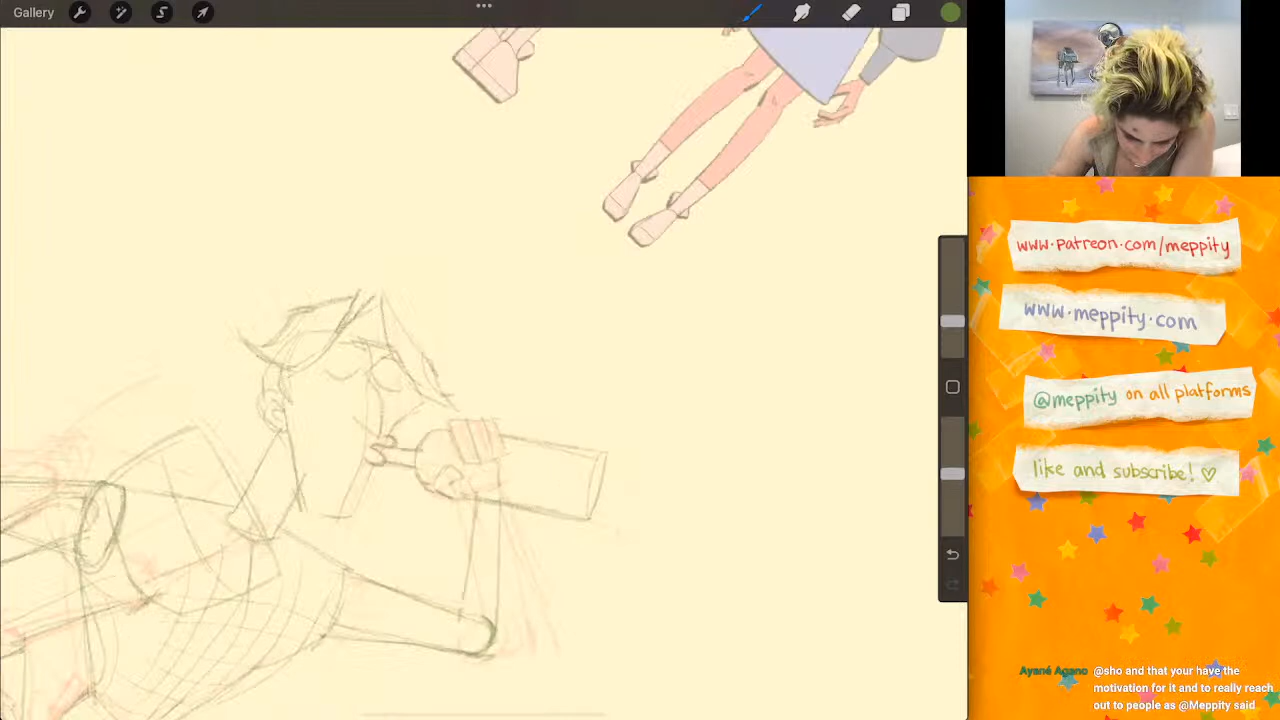 Gallery
www.patreon.com/meppity
www.meppity.com
@meppity on all platforms
like and subscribe! ♡
Ayané Agano @sho and that your have the
motivation for it and to really reach
out to people as @Meppity said